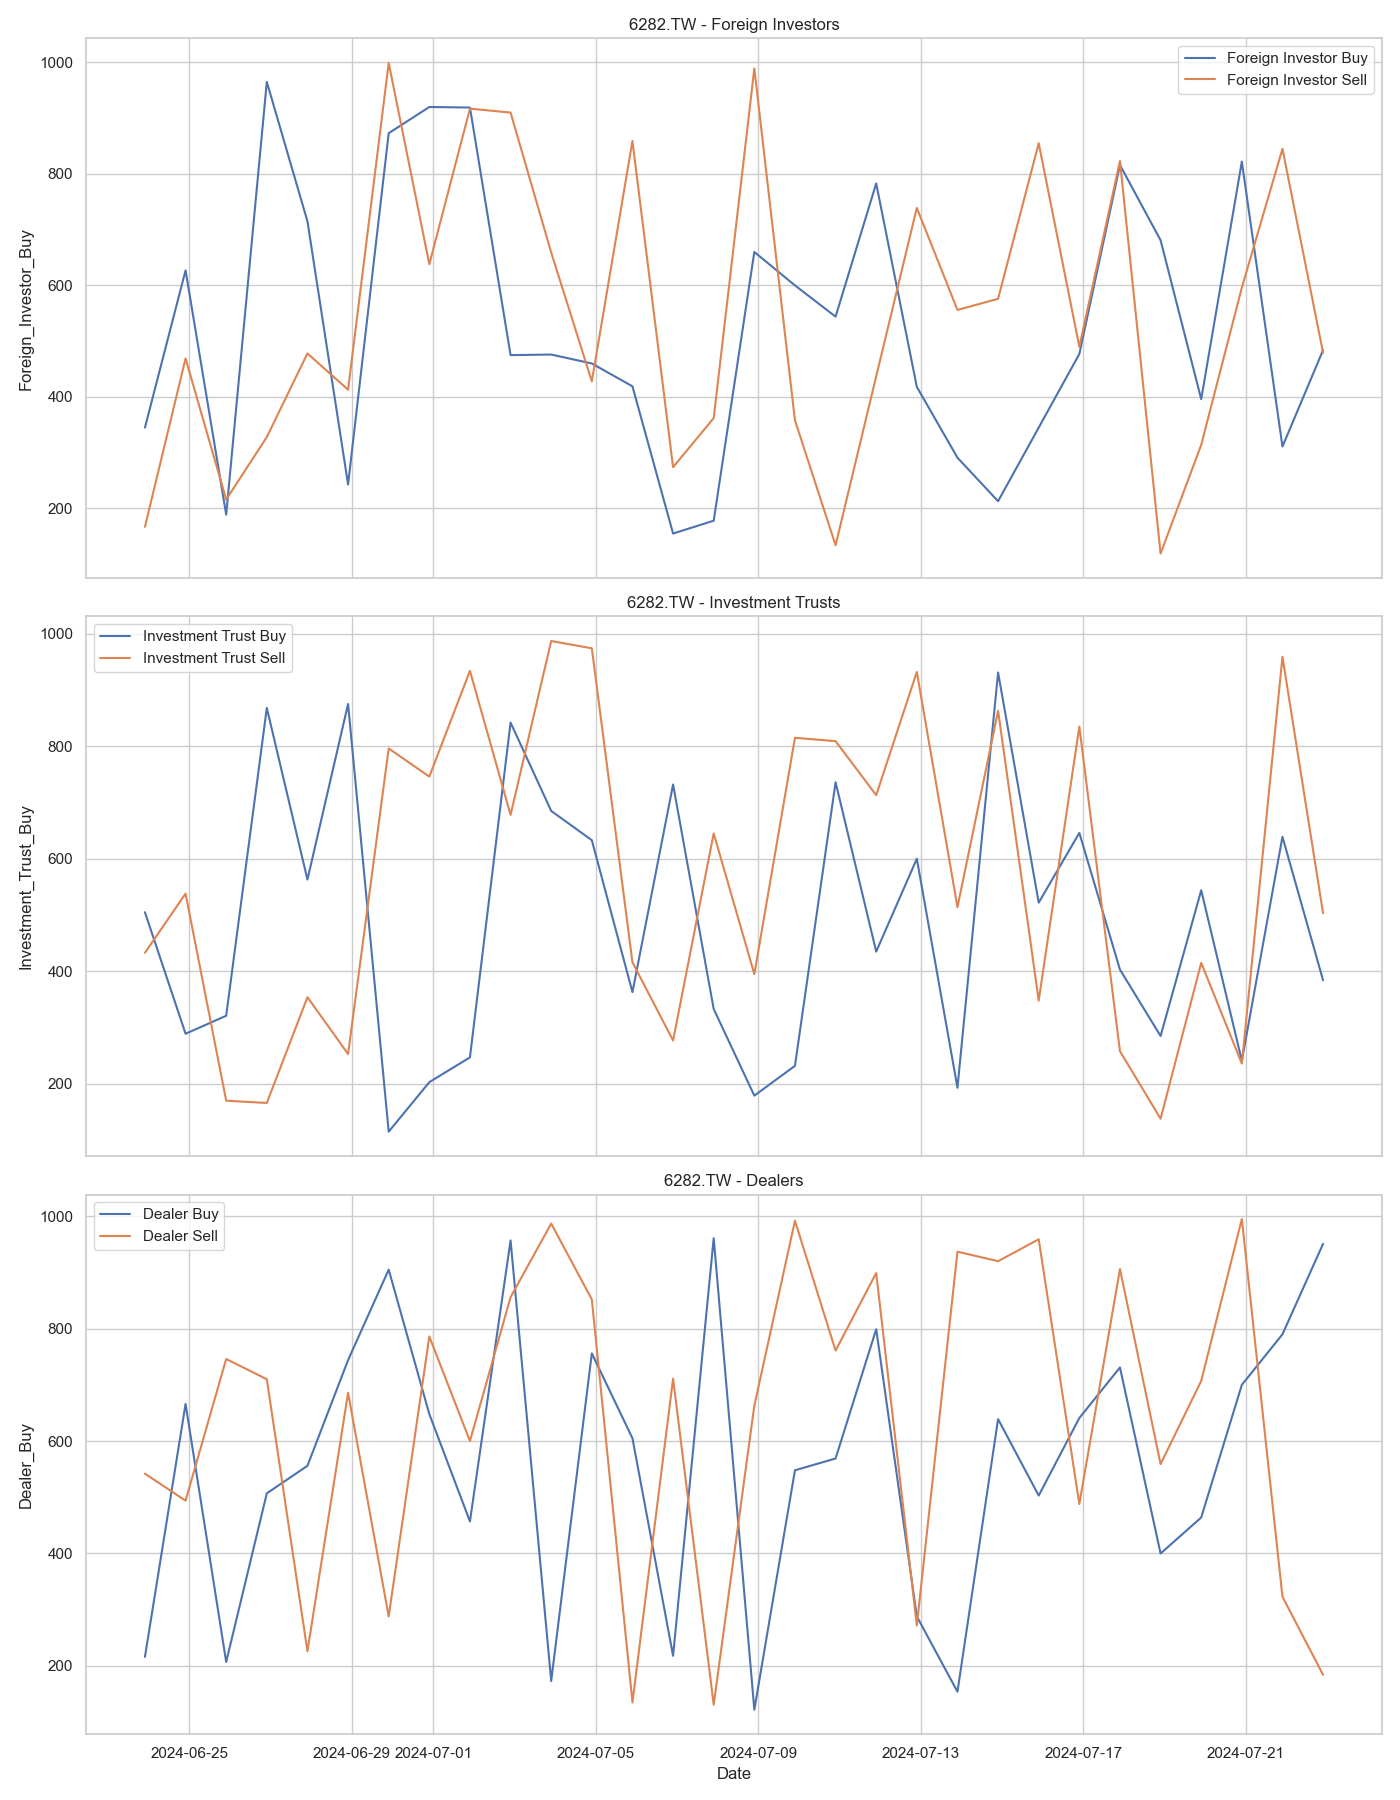 6282.TW - Foreign Investors
Foreign Investor Buy
Foreign Investor Sell
Foreign_Investor_Buy
1000
800
600
400
200
6282.TW - Investment Trusts
Investment Trust Buy
Investment Trust Sell
Investment_Trust_Buy
1000
800
600
400
200
6282.TW - Dealers
Dealer Buy
Dealer Sell
Dealer_Buy
1000
800
600
400
200
2024-06-25 2024-06-29 2024-07-01 2024-07-05 2024-07-09 2024-07-13 2024-07-17 2024-07-21
Date